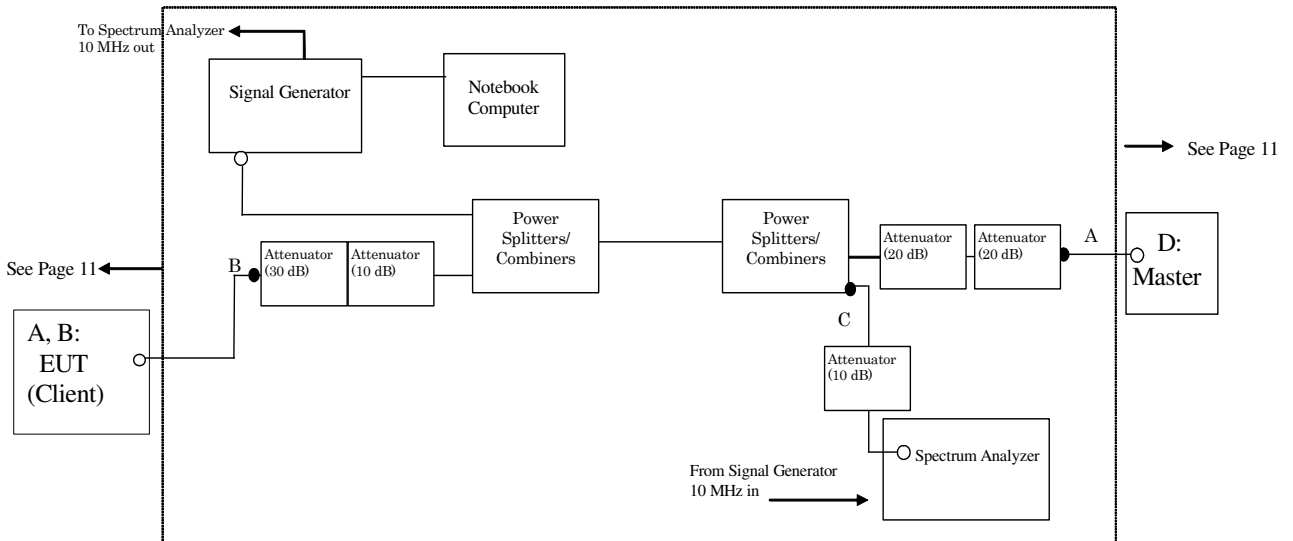 To Spectrum Analyzer
10 MHz out
Signal Generator
Notebook
Computer
See Page 11
Power
Splitters/
Combiners
Power
Splitters/
Combiners
Attenuator
(20 dB)
Attenuator
(20 dB)
A
D:
Master
See Page 11
B
Attenuator
(30 dB)
Attenuator
(10 dB)
C
A, B:
EUT
(Client)
Attenuator
(10 dB)
Spectrum Analyzer
From Signal Generator
10 MHz in